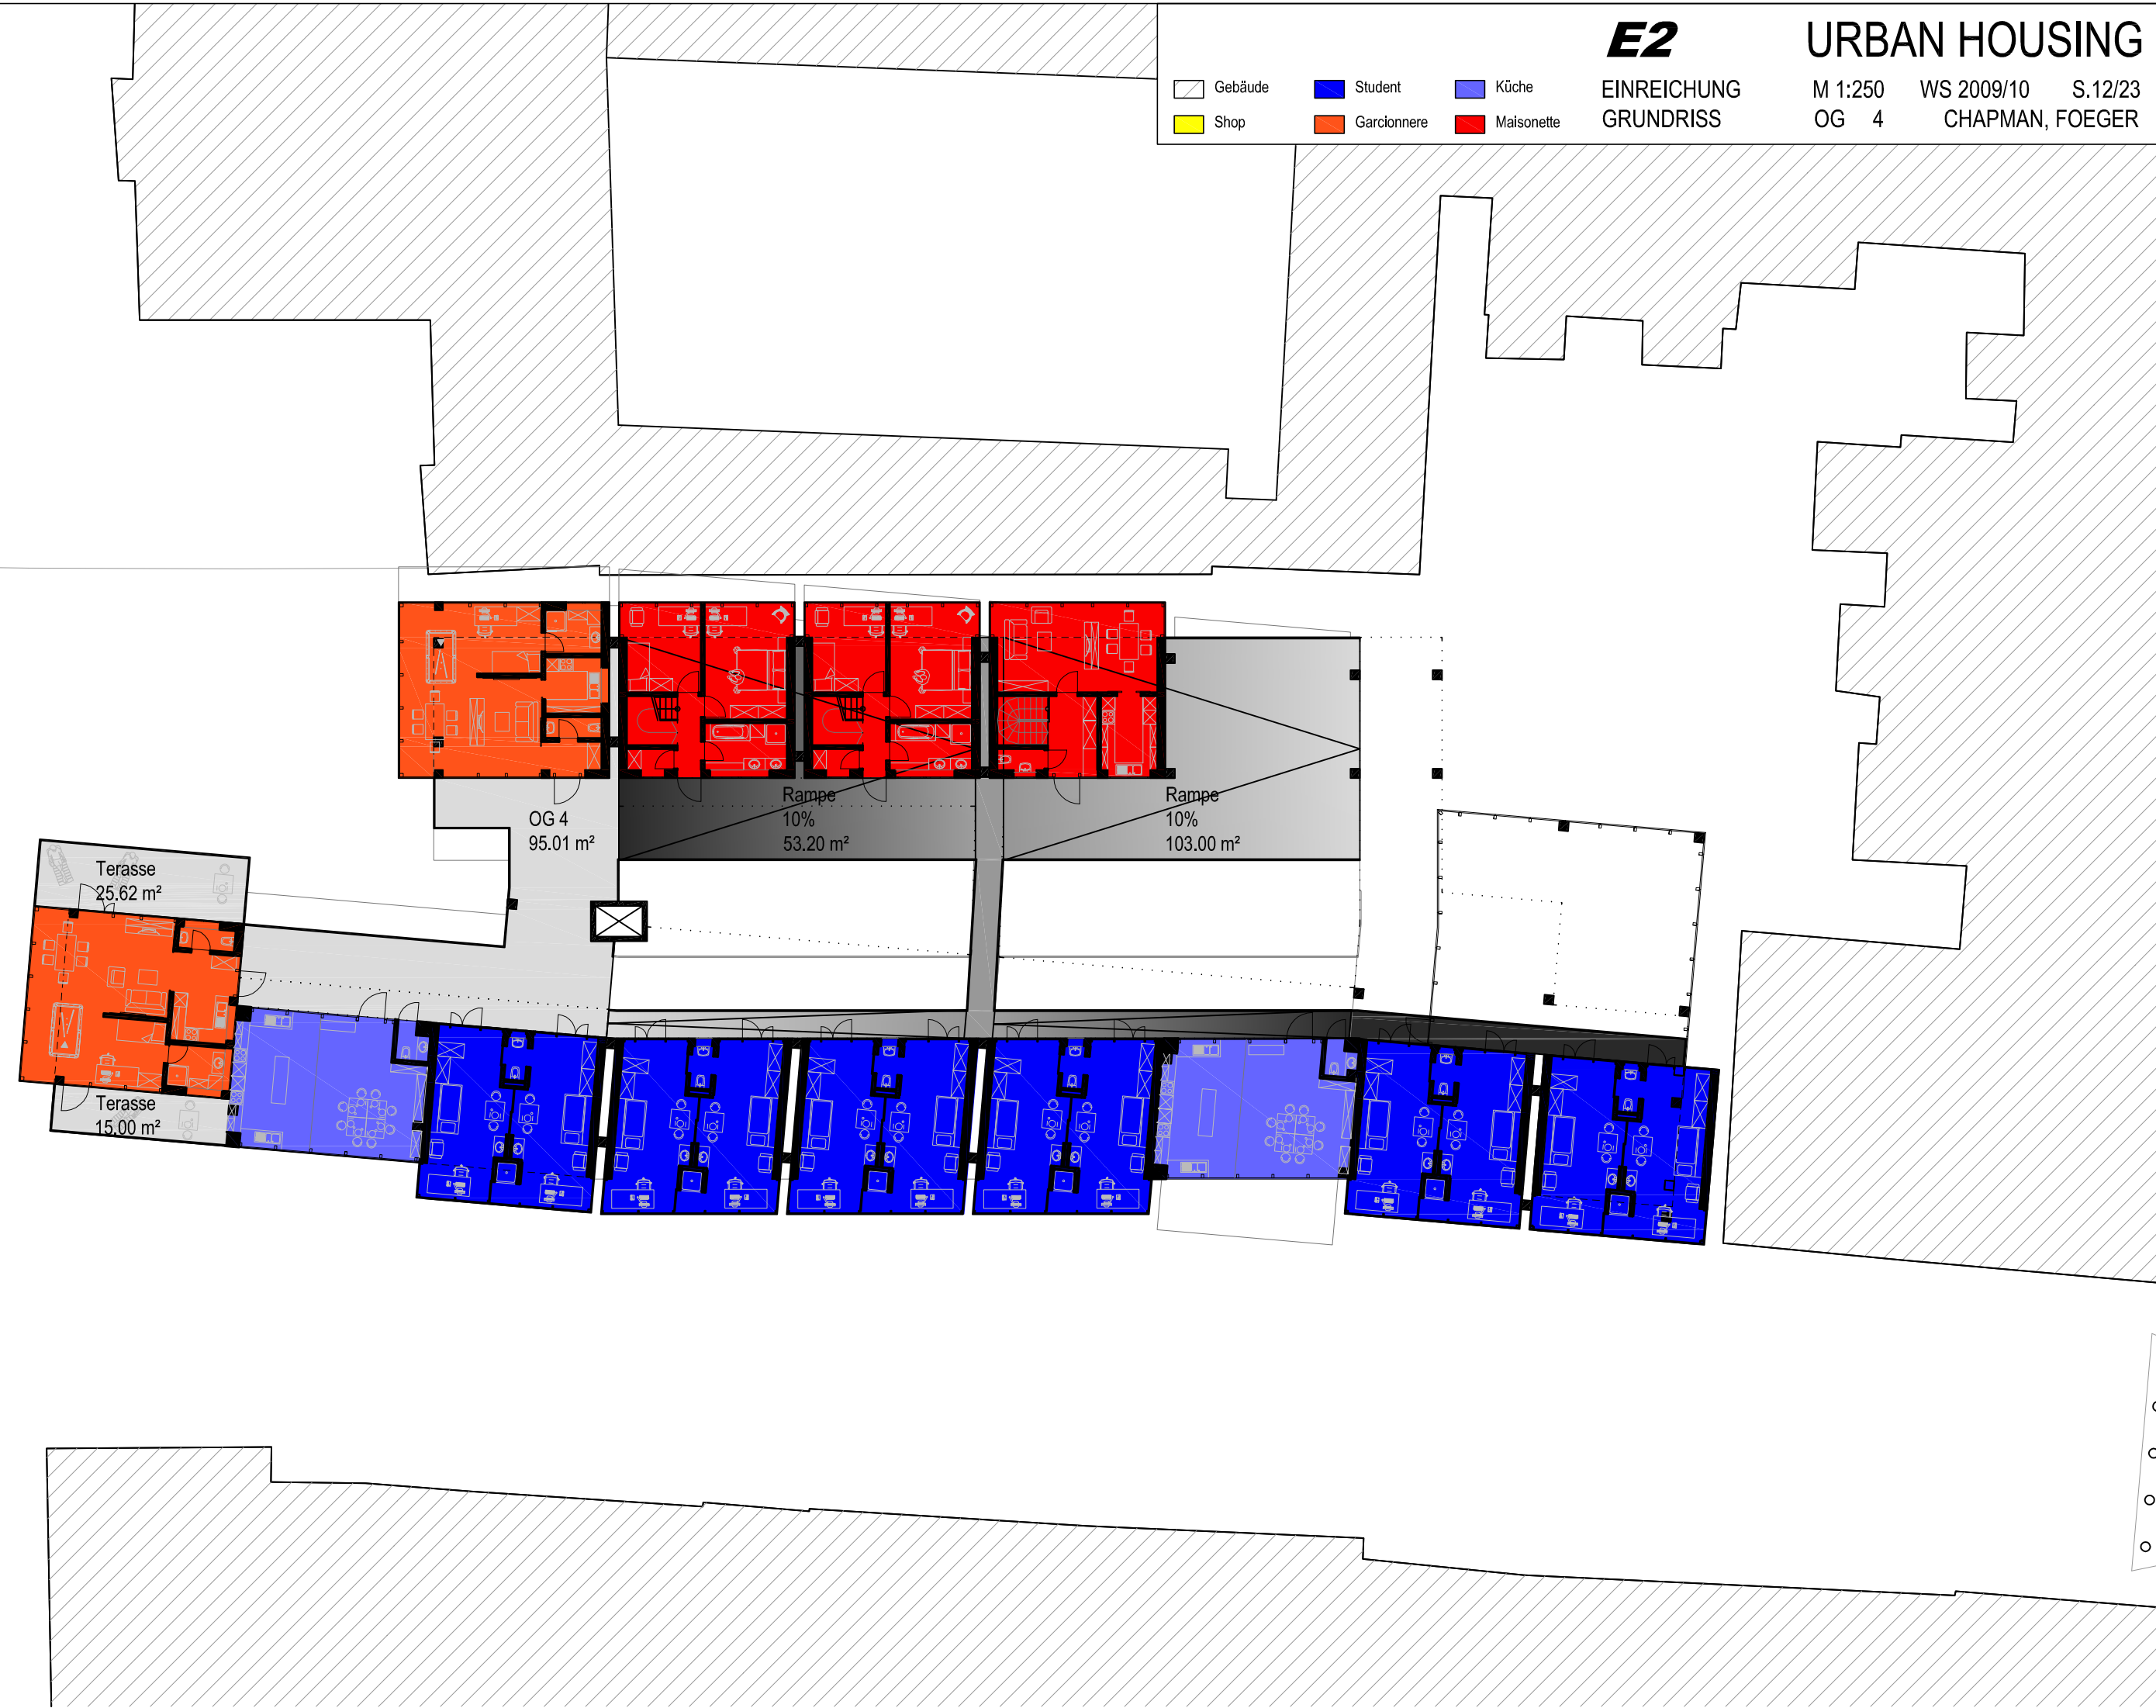 E2 URBAN HOUSING
Gebäude Student Küche EINREICHUNG M 1:250 WS 2009/10 S.12/23
Shop Garcionnere Maisonette GRUNDRISS OG 4 CHAPMAN, FOEGER
Rampe
10%
53.20 m²
Rampe
10%
103.00 m²
OG 4
95.01 m²
Terasse
25.62 m²
Terasse
15.00 m²